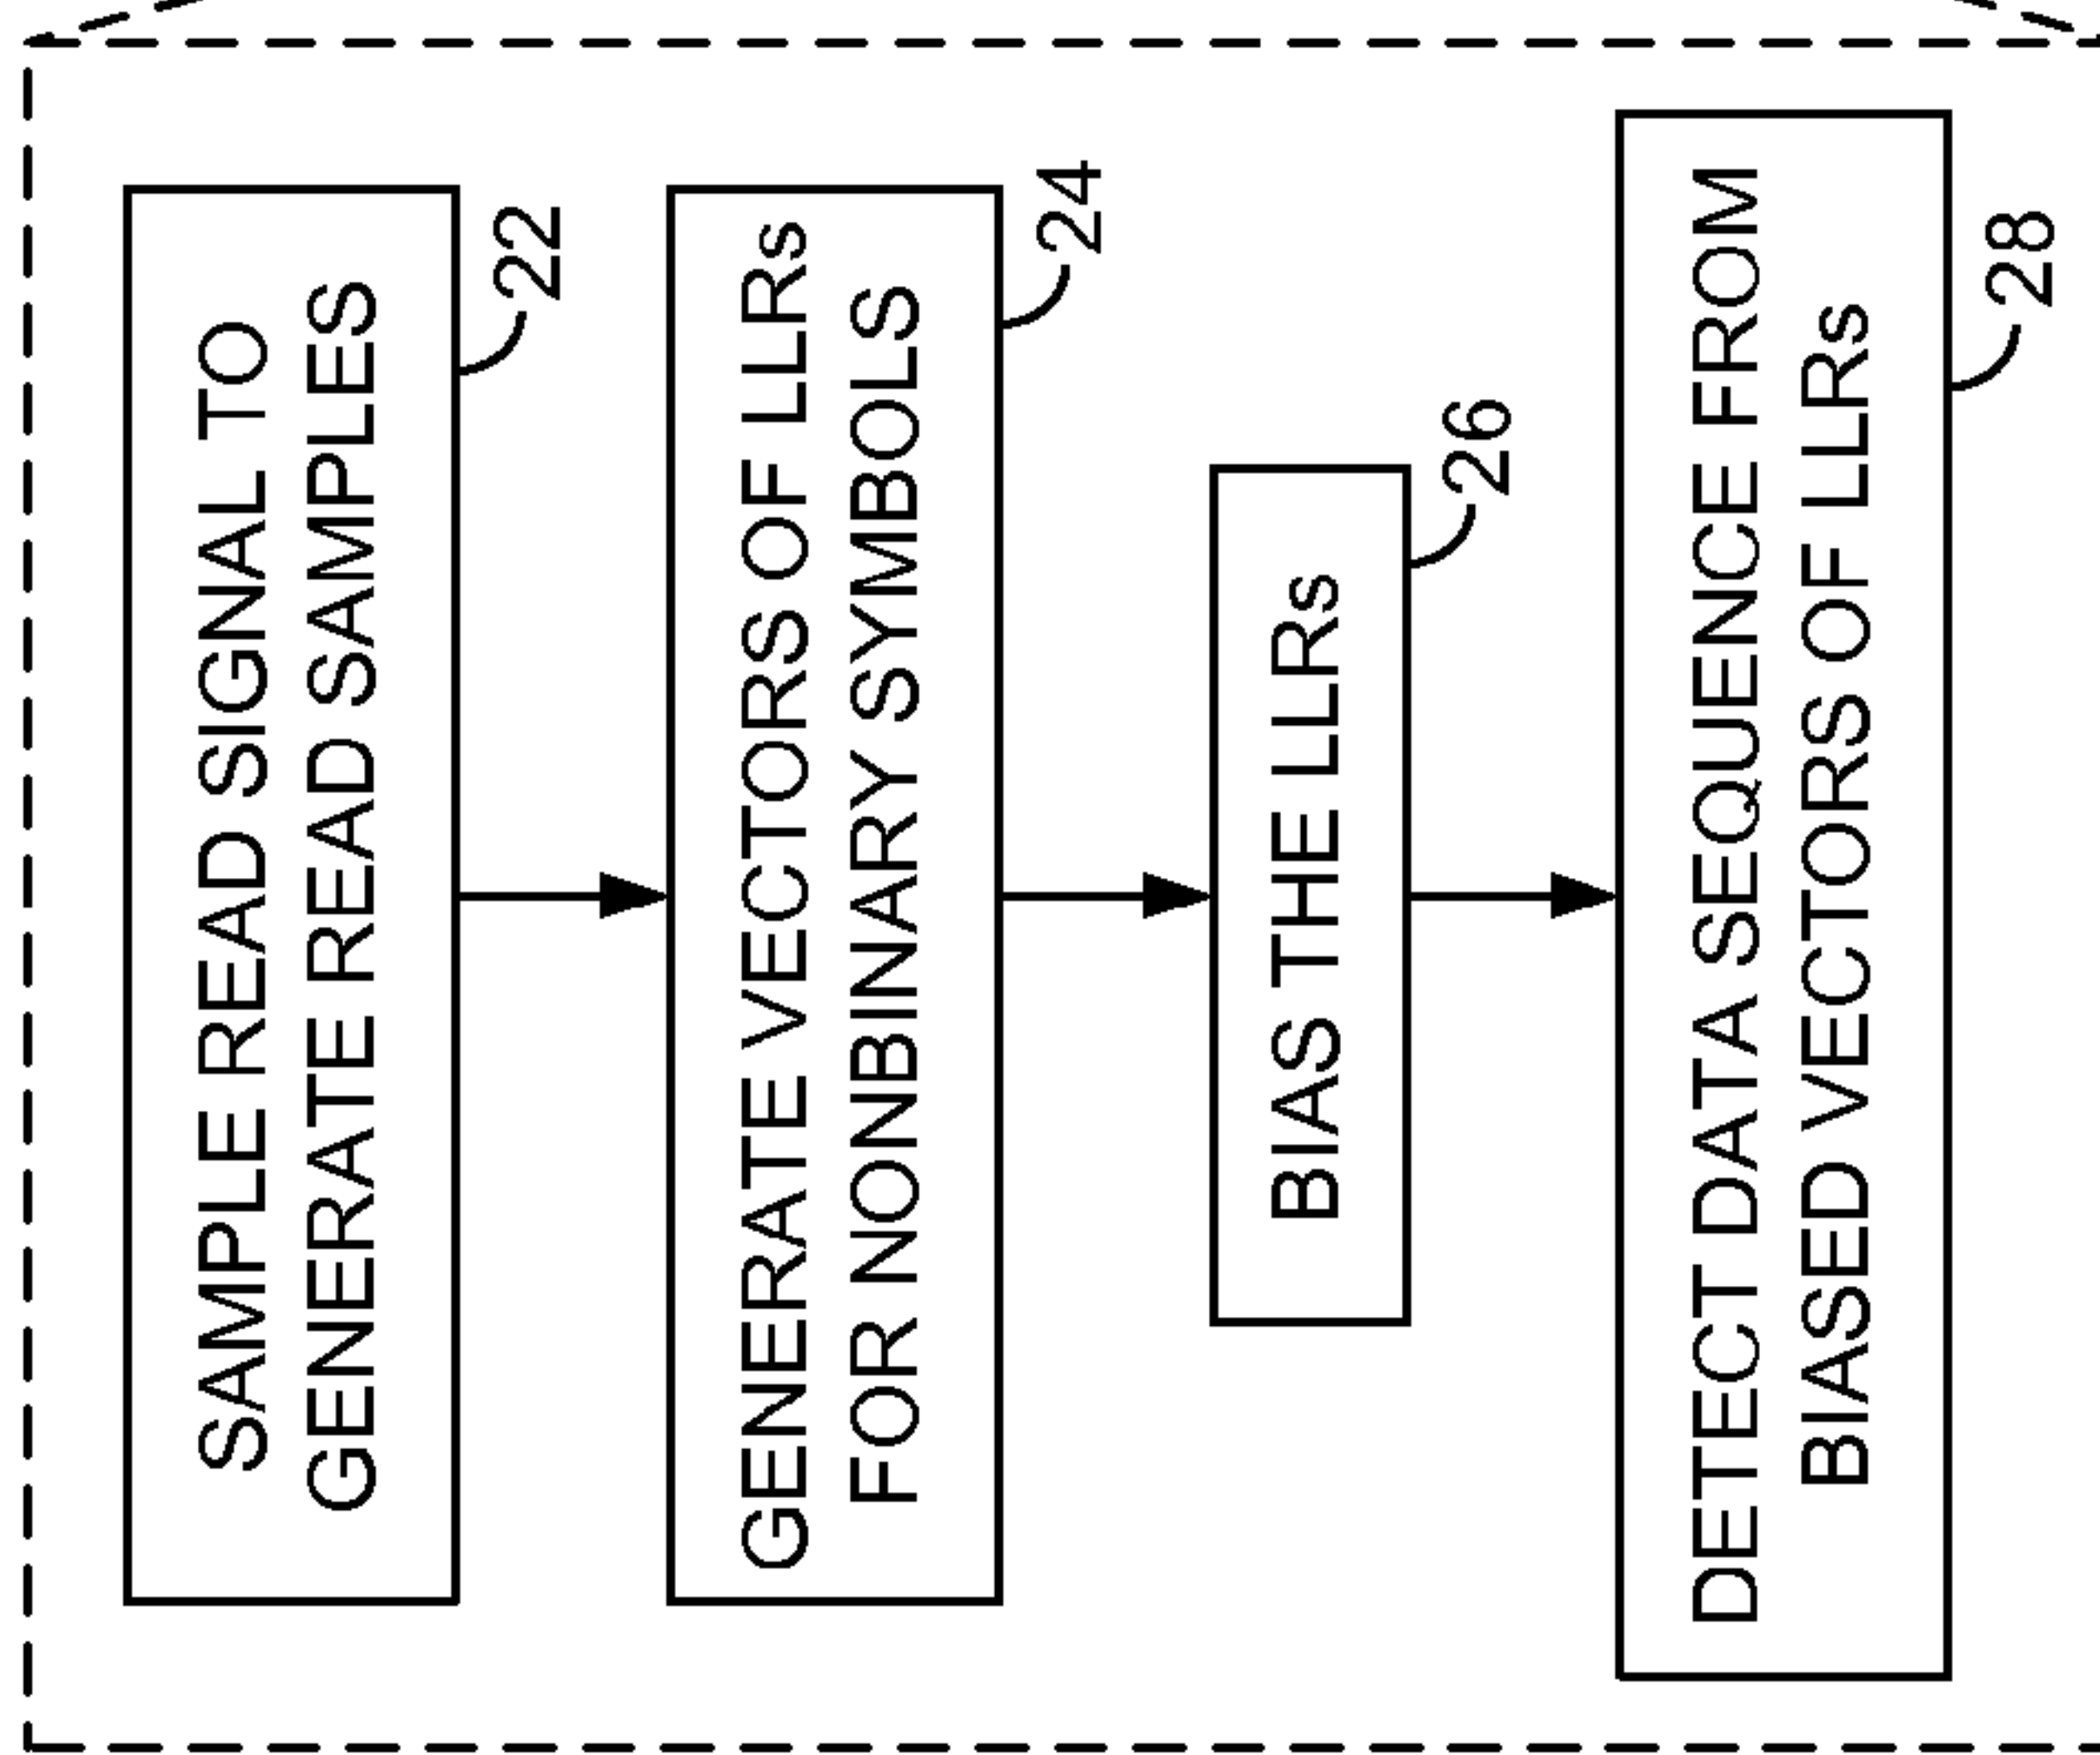 SAMPLE READ SIGNAL TO
GENERATE READ SAMPLES
22
GENERATE VECTORS OF LLRs
FOR NONBINARY SYMBOLS
24
BIAS THE LLRs
26
DETECT DATA SEQUENCE FROM
BIASED VECTORS OF LLRs
28